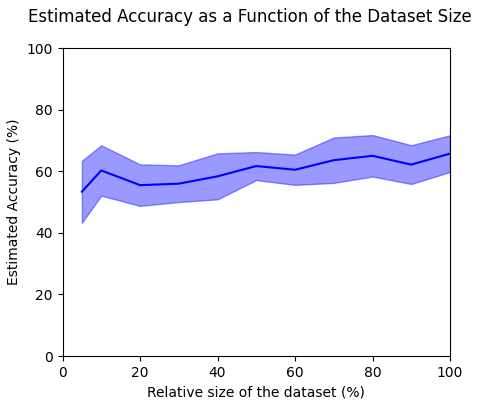 Estimated Accuracy as a Function of the Dataset Size
100
80
60
40
20
0
Estimated Accuracy (%)
0 20 40 60 80 100
Relative size of the dataset (%)